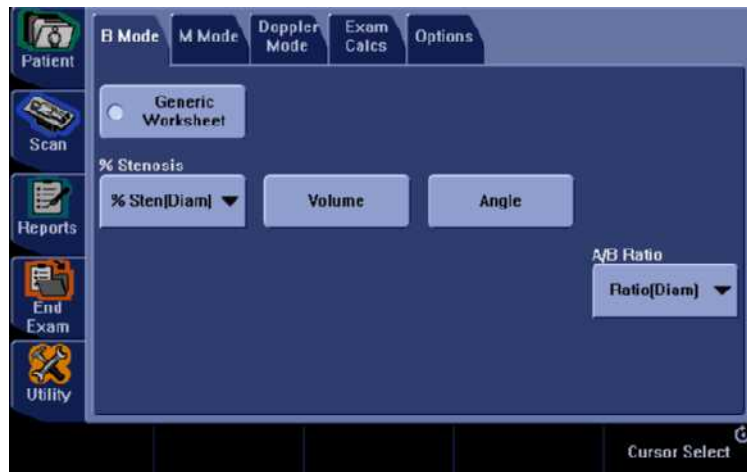 Patient
B Mode
M Mode
Doppler
Mode
Exam
Calcs
Options
Generic
Worksheet
Scan
% Stenosis
% Sten(Diam)
Volume
Angle
Reports
A/B Ratio
Ratio(Diam)
End
Exam
Utility
Cursor Select